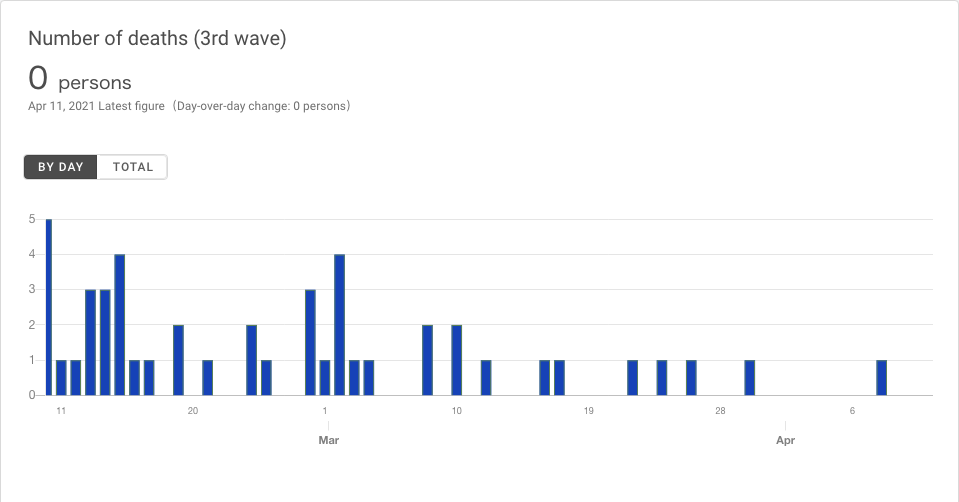 Number of deaths (3rd wave)
0 persons
Apr 11, 2021 Latest figure（Day-over-day change: 0 persons）
BY DAY TOTAL
5
4
3
2
1
0
11 20 1 10 19 28 6
Mar Apr